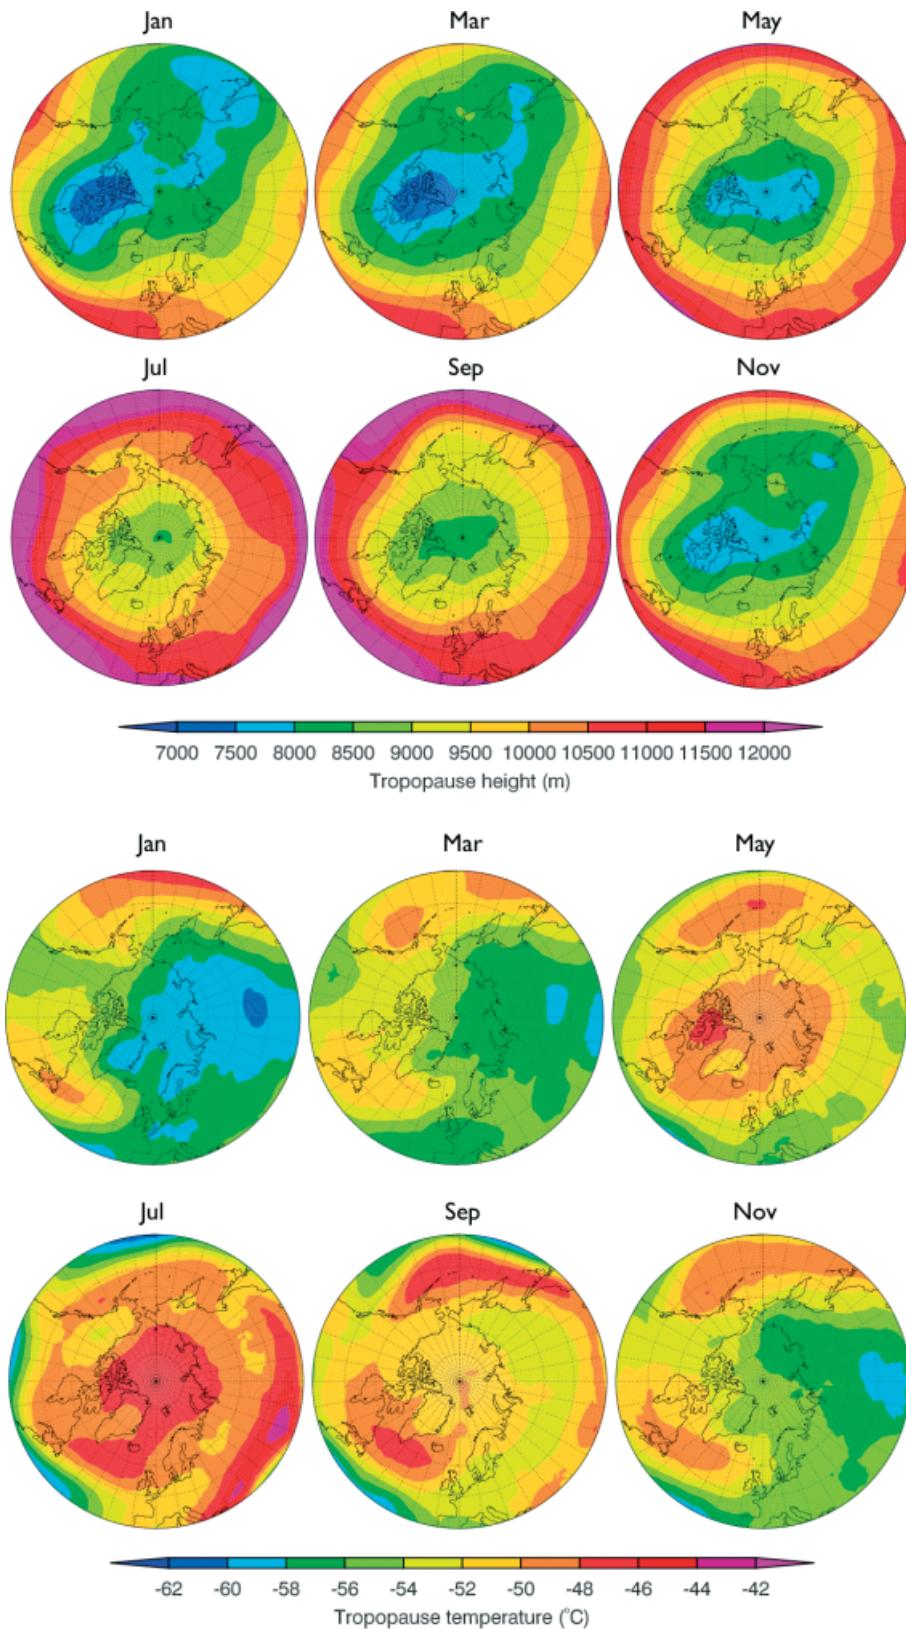 Jan Mar May
Jul Sep Nov
7000 7500 8000 8500 9000 9500 10000 10500 11000 11500 12000
Tropopause height (m)
Jan Mar May
Jul Sep Nov
-62 -60 -58 -56 -54 -52 -50 -48 -46 -44 -42
Tropopause temperature (°C)